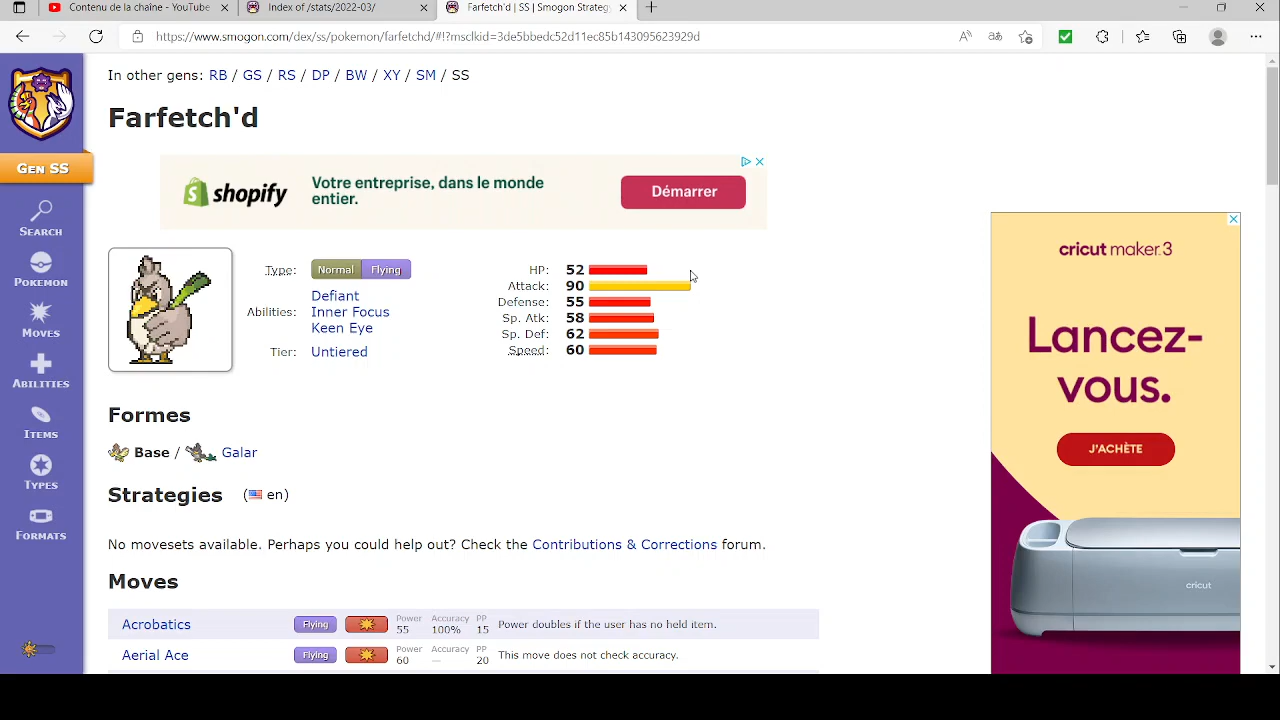 Contenu de la chaîne - YouTube
Index of /stats/2022-03/
Farfetch'd | SS | Smogon Strateg
https://www.smogon.com/dex/ss/pokemon/farfetchd/#!?msclkid=3de5bbedc52d11ec85b143095623929d
In other gens: RB / GS / RS / DP / BW / XY / SM / SS
Farfetch'd
GEN SS
SEARCH
POKEMON
MOVES
ABILITIES
ITEMS
TYPES
FORMATS
shopify
Votre entreprise, dans le monde
entier.
Démarrer
Type: Normal Flying
Abilities: Defiant
Inner Focus
Keen Eye
Tier: Untiered
HP: 52
Attack: 90
Defense: 55
Sp. Atk: 58
Sp. Def: 62
Speed: 60
Formes
Base / Galar
Strategies (en)
No movesets available. Perhaps you could help out? Check the Contributions & Corrections forum.
Moves
Acrobatics Flying Power 55 Accuracy 100% PP 15 Power doubles if the user has no held item.
Aerial Ace Flying Power 60 Accuracy — PP 20 This move does not check accuracy.
cricut maker. 3
Lancez-
vous.
J'ACHÈTE
cricut